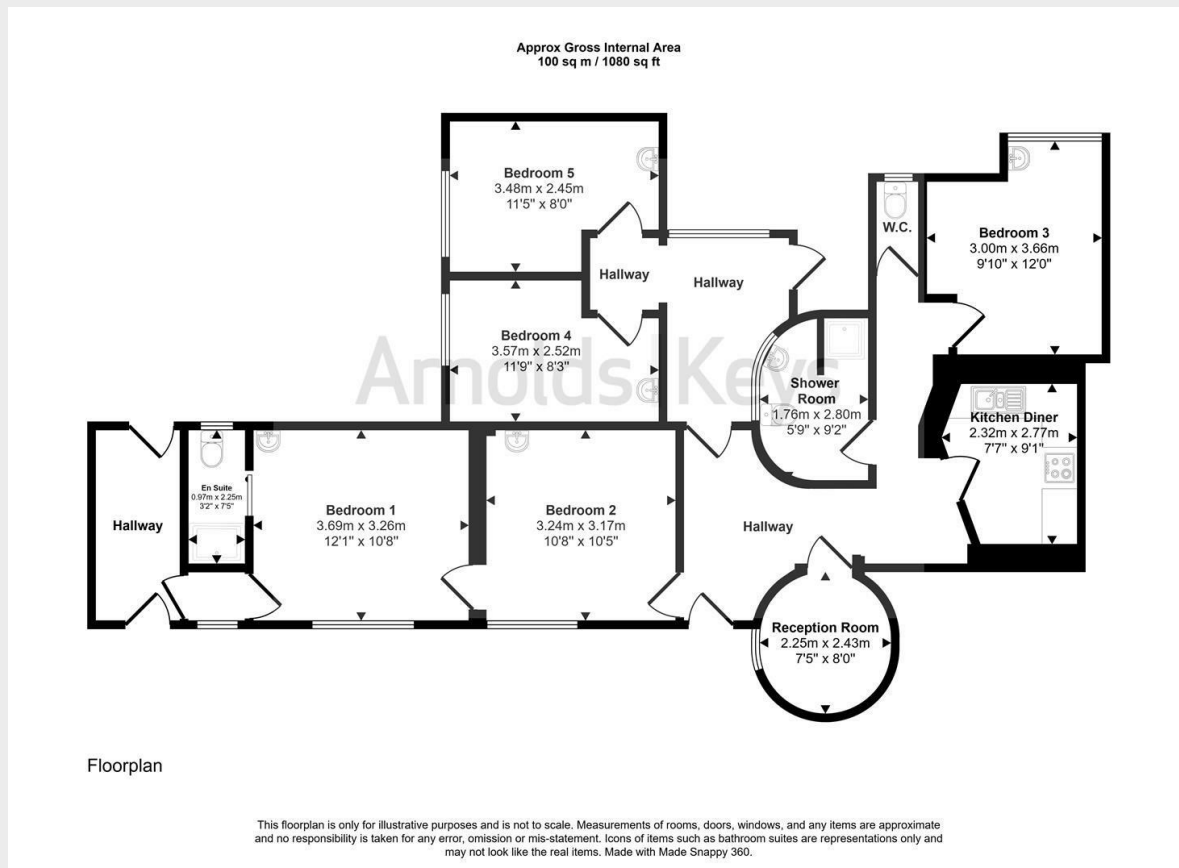 Approx Gross Internal Area
100 sq m / 1080 sq ft
Bedroom 5
3.48m x 2.45m
11'5" x 8'0"
W.C.
Bedroom 3
3.00m x 3.66m
9'10" x 12'0"
Hallway
Hallway
Bedroom 4
3.57m x 2.52m
11'9" x 8'3"
Arnolds | Keys
Shower
Room
1.76m x 2.80m
5'9" x 9'2"
Kitchen Diner
2.32m x 2.77m
7'7" x 9'1"
En Suite
0.97m x 2.25m
3'2" x 7'5"
Hallway
Bedroom 1
3.69m x 3.26m
12'1" x 10'8"
Bedroom 2
3.24m x 3.17m
10'8" x 10'5"
Hallway
Reception Room
2.25m x 2.43m
7'5" x 8'0"
Floorplan
This floorplan is only for illustrative purposes and is not to scale. Measurements of rooms, doors, windows, and any items are approximate
and no responsibility is taken for any error, omission or mis-statement. Icons of items such as bathroom suites are representations only and
may not look like the real items. Made with Made Snappy 360.